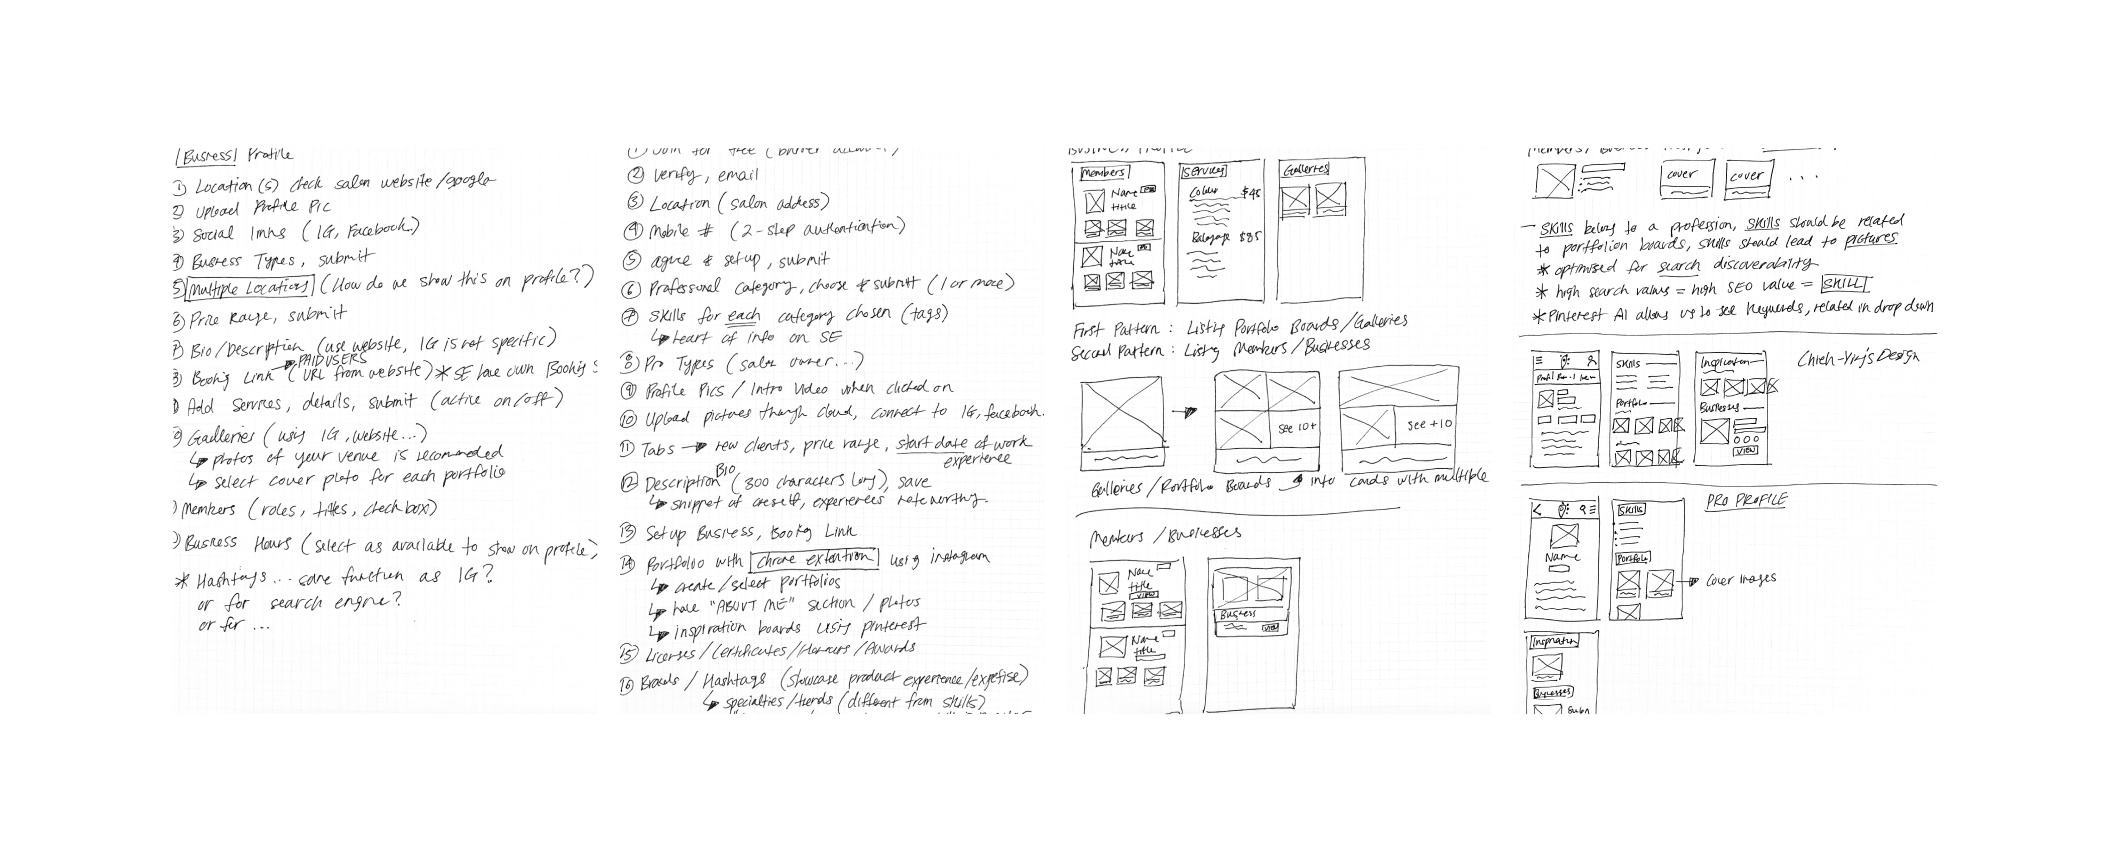 Business Profile
① Location(s) check salon website/google
2) Upload Profile Pic
3) Social links (IG, Facebook)
4) Business Types, submit
5) Multiple Locations (How do we show this on profile?)
6) Price Range, submit
7) Bio/Description (use website, IG is not specific)
PAID USERS
8) Booking Link (URL from website) * SE have own Booking S
) Add Services, details, submit (active on/off)
0) Galleries (using IG, website...)
↳ photos of your venue is recommended
↳ select cover photo for each portfolio
) Members (roles, titles, check box)
) Business Hours (select as available to show on profile)
* Hashtags... same function as IG?
or for search engine?
or for ...
① Join for free (
② verify, email
③ Location (salon address)
④ Mobile # (2-step authentication)
⑤ agree & setup, submit
⑥ Professional category, choose & submit (1 or more)
⑦ Skills for each category chosen (tags)
↳ heart of info on SE
⑧ Pro Types (salon owner...)
⑨ Profile Pics / Intro Video when clicked on
⑩ Upload pictures though cloud, connect to IG, facebook.
⑪ Tabs → new clients, price range, start date of work
experience
BIO
⑫ Description (300 characters long), save
↳ snippet of oneself, experiences noteworthy.
⑬ Set up Business, Booking Link
⑭ Portfolio with chrome extention using instagram
↳ create/select portfolios
↳ have "ABOUT ME" section / photos
↳ inspiration boards using pinterest
⑮ Licenses/Certificates/Honours/Awards
⑯ Brands / Hashtags (showcase product experience/expertise)
↳ specialties/trends (different from skills)
Business Profile
Members
Name
title
Name
title
Services
Colour $45
Balayage $85
Galleries
First Pattern: Listing Portfolio Boards/Galleries
Second Pattern: Listing Members/Businesses
see 10+
see +10
Galleries/Portfolio Boards
info cards with multiple
Members/Businesses
Name
title
VIEW
Name
title
Business
VIEW
cover
cover
...
- Skills belong to a profession, skills should be related
to portfolion boards, skills should lead to pictures
* optimised for search discoverability
* high search values = high SEO value = SKILL
* Pinterest AI allows us to see keywords, related in drop down
Skills
Portfolio
Inspiration
Businesses
VIEW
Chieh-Ying's Design
PRO PROFILE
Name
Skills
Portfolio
cover images
Inspiration
Businesses